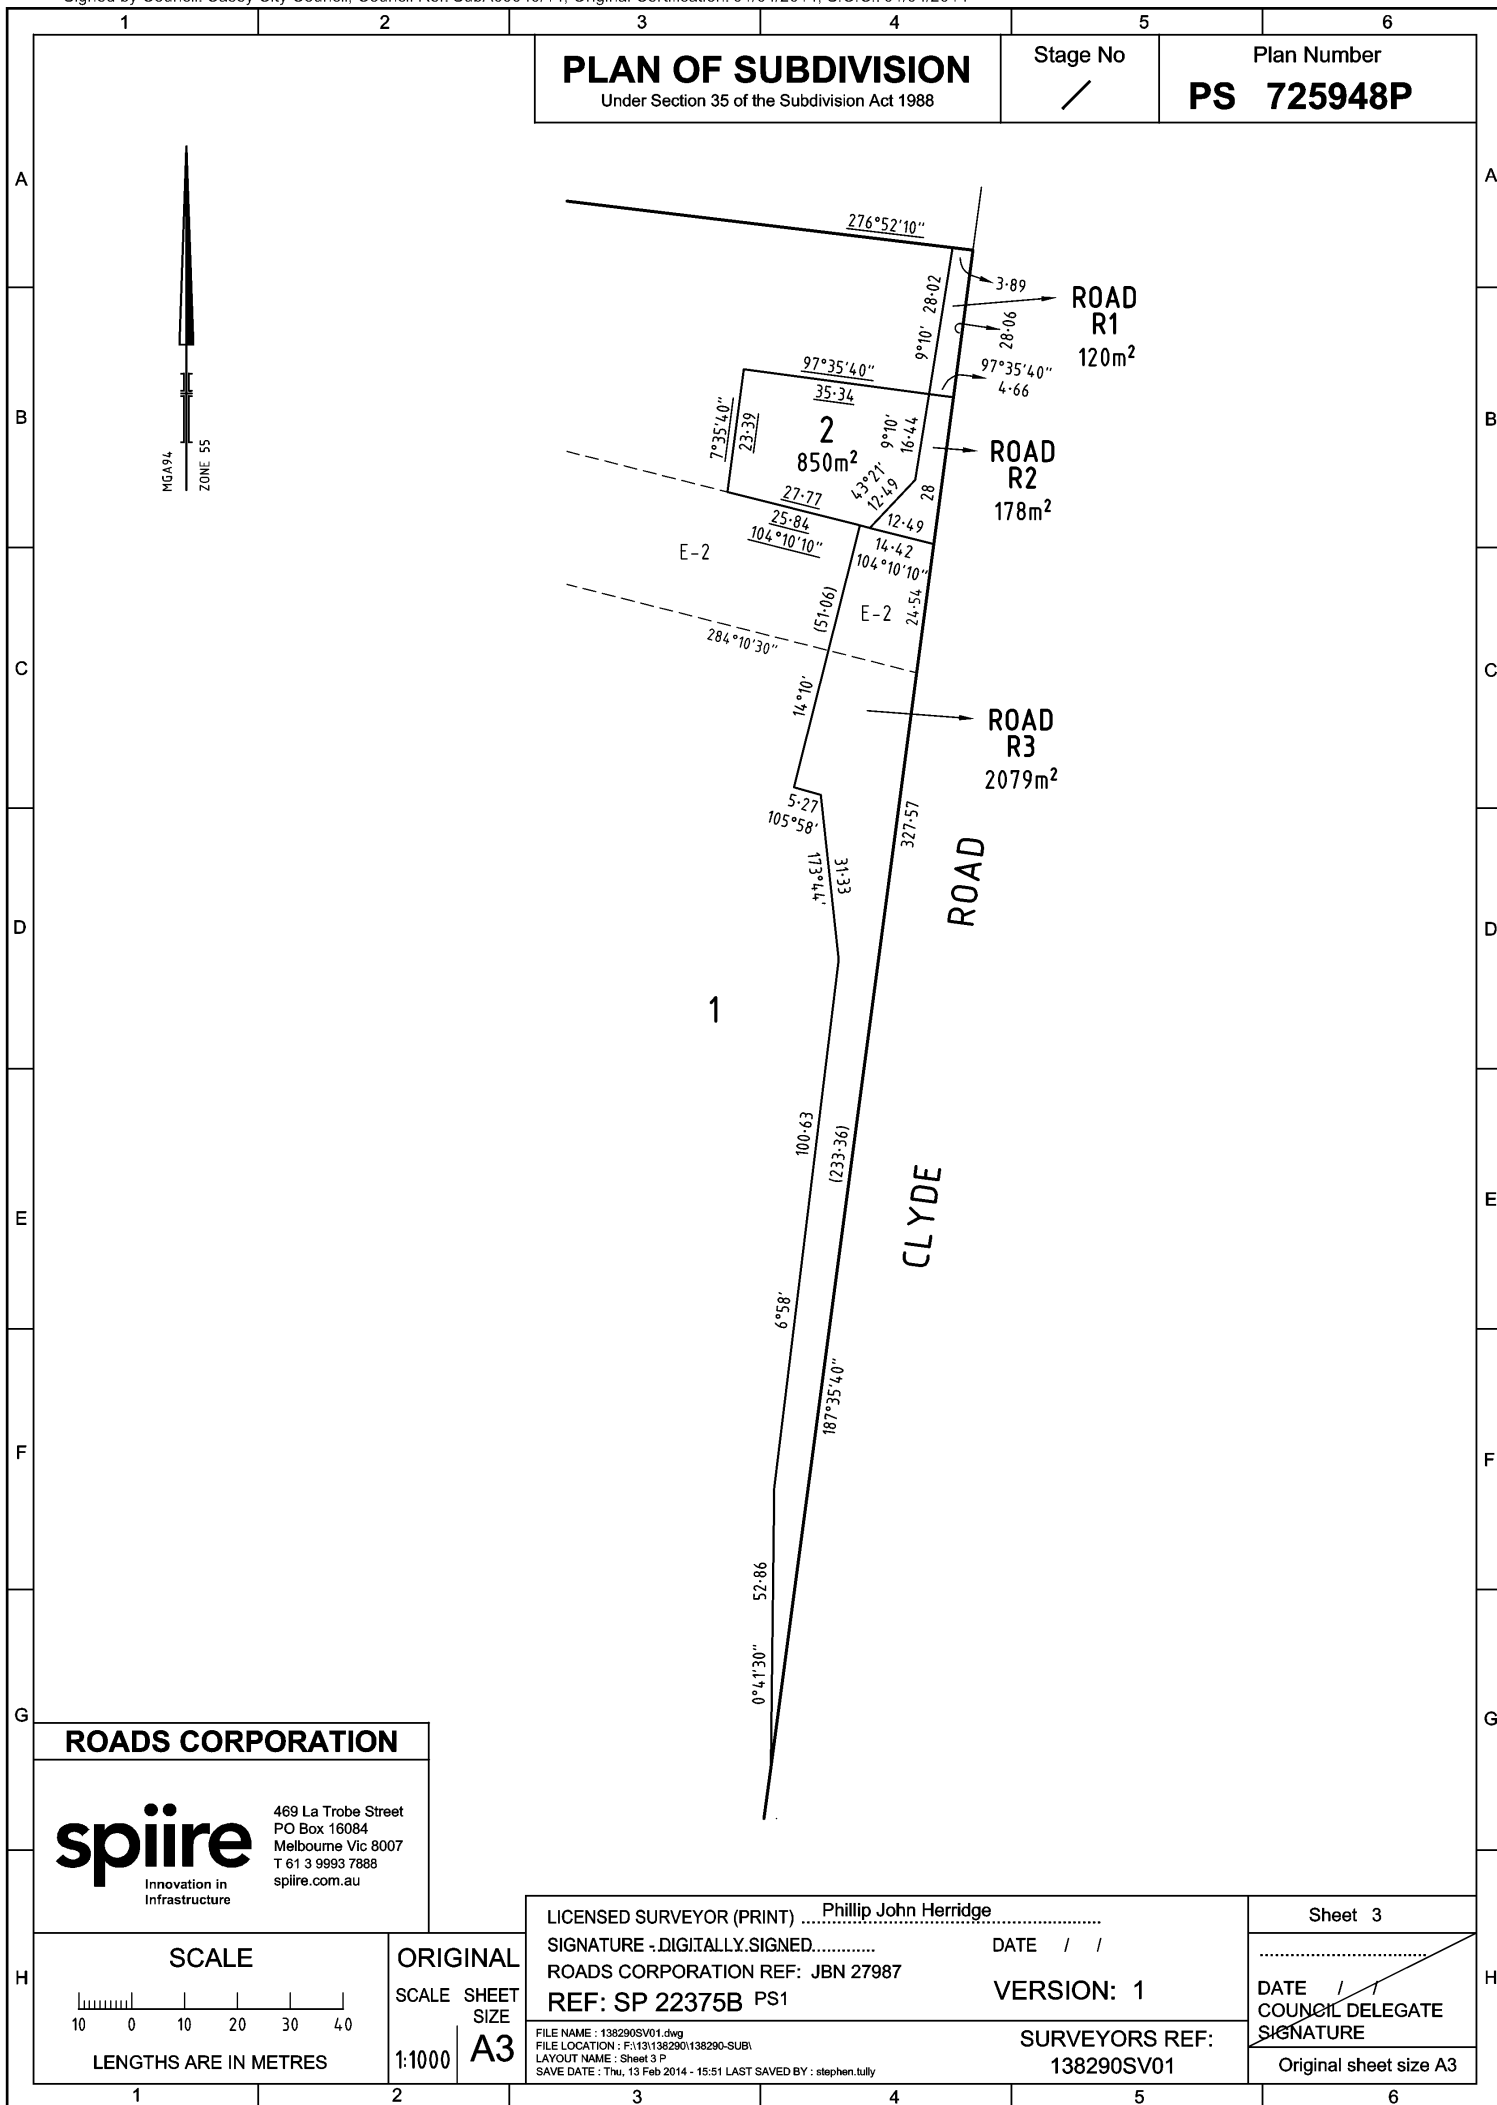 1 2 3 4 5 6
PLAN OF SUBDIVISION
Under Section 35 of the Subdivision Act 1988
Stage No
/
Plan Number
PS 725948P
A
B
C
D
E
F
G
H
A
B
C
D
E
F
G
H
MGA94
ZONE 55
276°52'10"
3·89
28·02
9°10'
28·06
ROAD
R1
120m²
97°35'40"
35·34
97°35'40"
4·66
7°35'40"
23·39
2
850m²
9°10'
16·44
43°21'
12·49
28
ROAD
R2
178m²
27·77
25·84
104°10'10"
12·49
14·42
104°10'10"
E-2
E-2
(51·06)
24·54
284°10'30"
14°10'
ROAD
R3
2079m²
5·27
105°58'
173°44'
31·33
327·57
ROAD
1
100·63
(233·36)
CLYDE
6°58'
187°35'40"
52·86
0°41'30"
ROADS CORPORATION
spiire
Innovation in
Infrastructure
469 La Trobe Street
PO Box 16084
Melbourne Vic 8007
T 61 3 9993 7888
spiire.com.au
SCALE
10 0 10 20 30 40
LENGTHS ARE IN METRES
ORIGINAL
SCALE SHEET
SIZE
1:1000 A3
LICENSED SURVEYOR (PRINT) Phillip John Herridge
SIGNATURE - DIGITALLY SIGNED DATE / /
ROADS CORPORATION REF: JBN 27987
REF: SP 22375B PS1
VERSION: 1
FILE NAME : 138290SV01.dwg
FILE LOCATION : F:\13\138290\138290-SUB\
LAYOUT NAME : Sheet 3 P
SAVE DATE : Thu, 13 Feb 2014 - 15:51 LAST SAVED BY : stephen.tully
SURVEYORS REF:
138290SV01
Sheet 3
DATE / /
COUNCIL DELEGATE
SIGNATURE
Original sheet size A3
1 2 3 4 5 6